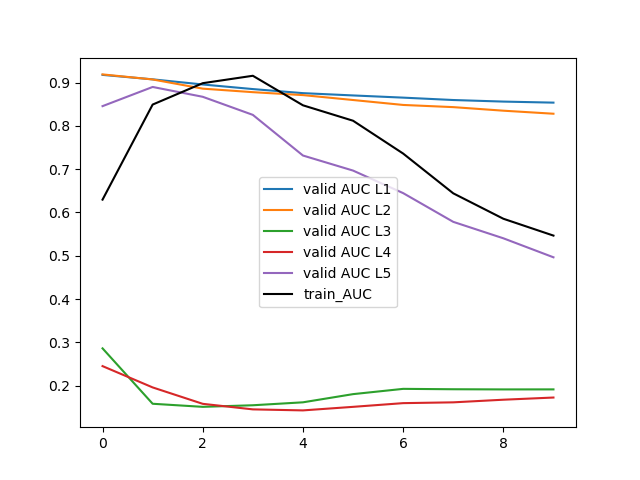 0.9
0.8
0.7
0.6
0.5
0.4
0.3
0.2
valid AUC L1
valid AUC L2
valid AUC L3
valid AUC L4
valid AUC L5
train_AUC
0 2 4 6 8